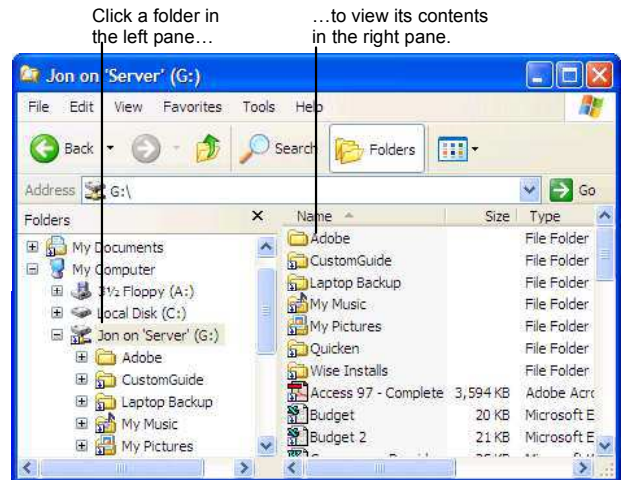 Click a folder in
the left pane…
…to view its contents
in the right pane.
Jon on 'Server' (G:)
File Edit View Favorites Tools Help
Back Search Folders
Address G:\ Go
Folders
My Documents
My Computer
3½ Floppy (A:)
Local Disk (C:)
Jon on 'Server' (G:)
Adobe
CustomGuide
Laptop Backup
My Music
My Pictures
Name Size Type
Adobe File Folder
CustomGuide File Folder
Laptop Backup File Folder
My Music File Folder
My Pictures File Folder
Quicken File Folder
Wise Installs File Folder
Access 97 - Complete 3,594 KB Adobe Acro
Budget 20 KB Microsoft E
Budget 2 21 KB Microsoft E